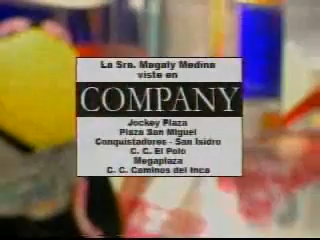 La Sra. Magaly Medina
viste en
COMPANY
Jockey Plaza
Plaza San Miguel
Conquistadores - San Isidro
C. C. El Polo
Megaplaza
C. C. Caminos del Inca